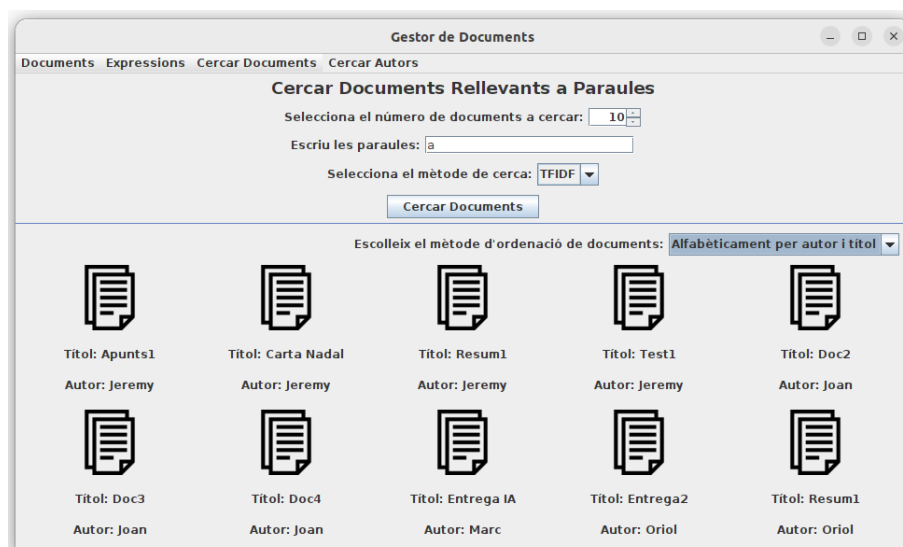 Gestor de Documents
Documents Expressions Cercar Documents Cercar Autors
Cercar Documents Rellevants a Paraules
Selecciona el número de documents a cercar: 10
Escriu les paraules: a
Selecciona el mètode de cerca: TFIDF
Cercar Documents
Escolleix el mètode d'ordenació de documents: Alfabèticament per autor i títol
Títol: Apunts1 Títol: Carta Nadal Títol: Resum1 Títol: Test1 Títol: Doc2
Autor: Jeremy Autor: Jeremy Autor: Jeremy Autor: Jeremy Autor: Joan
Títol: Doc3 Títol: Doc4 Títol: Entrega IA Títol: Entrega2 Títol: Resum1
Autor: Joan Autor: Joan Autor: Marc Autor: Oriol Autor: Oriol